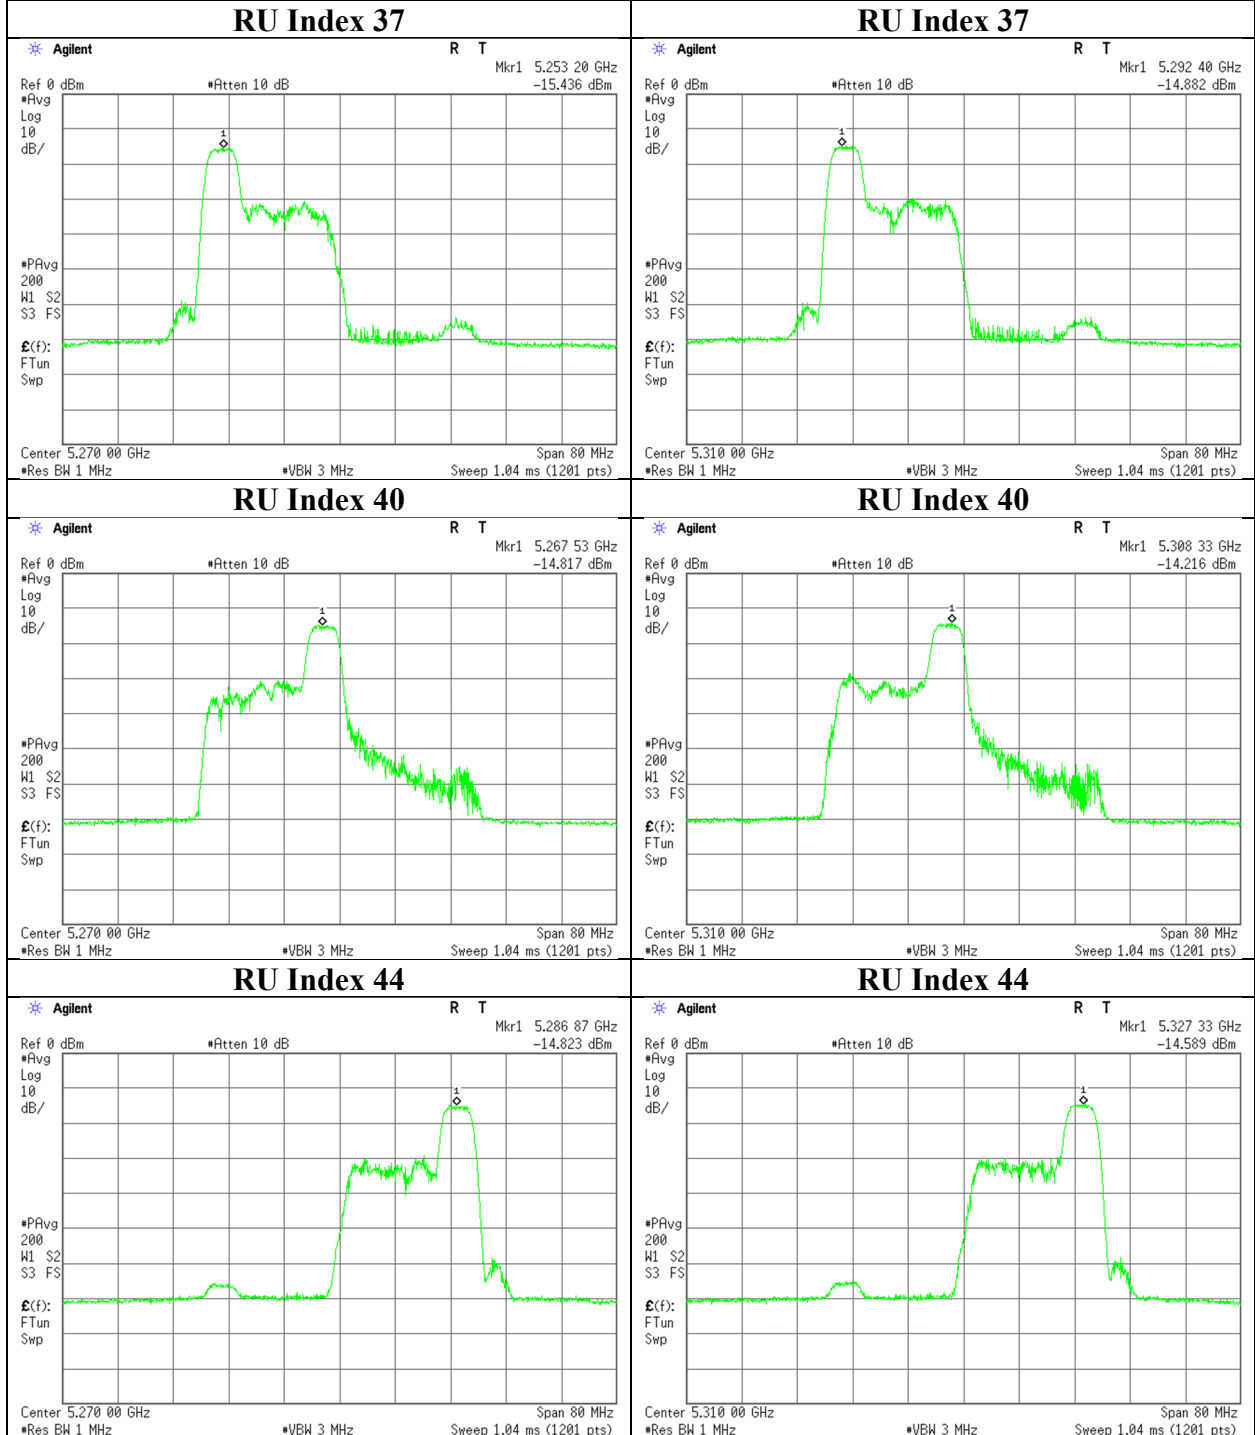 RU Index 37
Agilent
R T
Mkr1 5.253 20 GHz
Ref 0 dBm #Atten 10 dB -15.436 dBm
#Avg
Log
10
dB/
1
#PAvg
200
W1 S2
S3 FS
£(f):
FTun
Swp
Center 5.270 00 GHz Span 80 MHz
#Res BW 1 MHz #VBW 3 MHz Sweep 1.04 ms (1201 pts)
RU Index 37
Agilent
R T
Mkr1 5.292 40 GHz
Ref 0 dBm #Atten 10 dB -14.882 dBm
#Avg
Log
10
dB/
1
#PAvg
200
W1 S2
S3 FS
£(f):
FTun
Swp
Center 5.310 00 GHz Span 80 MHz
#Res BW 1 MHz #VBW 3 MHz Sweep 1.04 ms (1201 pts)
RU Index 40
Agilent
R T
Mkr1 5.267 53 GHz
Ref 0 dBm #Atten 10 dB -14.817 dBm
#Avg
Log
10
dB/
1
#PAvg
200
W1 S2
S3 FS
£(f):
FTun
Swp
Center 5.270 00 GHz Span 80 MHz
#Res BW 1 MHz #VBW 3 MHz Sweep 1.04 ms (1201 pts)
RU Index 40
Agilent
R T
Mkr1 5.308 33 GHz
Ref 0 dBm #Atten 10 dB -14.216 dBm
#Avg
Log
10
dB/
1
#PAvg
200
W1 S2
S3 FS
£(f):
FTun
Swp
Center 5.310 00 GHz Span 80 MHz
#Res BW 1 MHz #VBW 3 MHz Sweep 1.04 ms (1201 pts)
RU Index 44
Agilent
R T
Mkr1 5.286 87 GHz
Ref 0 dBm #Atten 10 dB -14.823 dBm
#Avg
Log
10
dB/
1
#PAvg
200
W1 S2
S3 FS
£(f):
FTun
Swp
Center 5.270 00 GHz Span 80 MHz
#Res BW 1 MHz #VBW 3 MHz Sweep 1.04 ms (1201 pts)
RU Index 44
Agilent
R T
Mkr1 5.327 33 GHz
Ref 0 dBm #Atten 10 dB -14.589 dBm
#Avg
Log
10
dB/
1
#PAvg
200
W1 S2
S3 FS
£(f):
FTun
Swp
Center 5.310 00 GHz Span 80 MHz
#Res BW 1 MHz #VBW 3 MHz Sweep 1.04 ms (1201 pts)